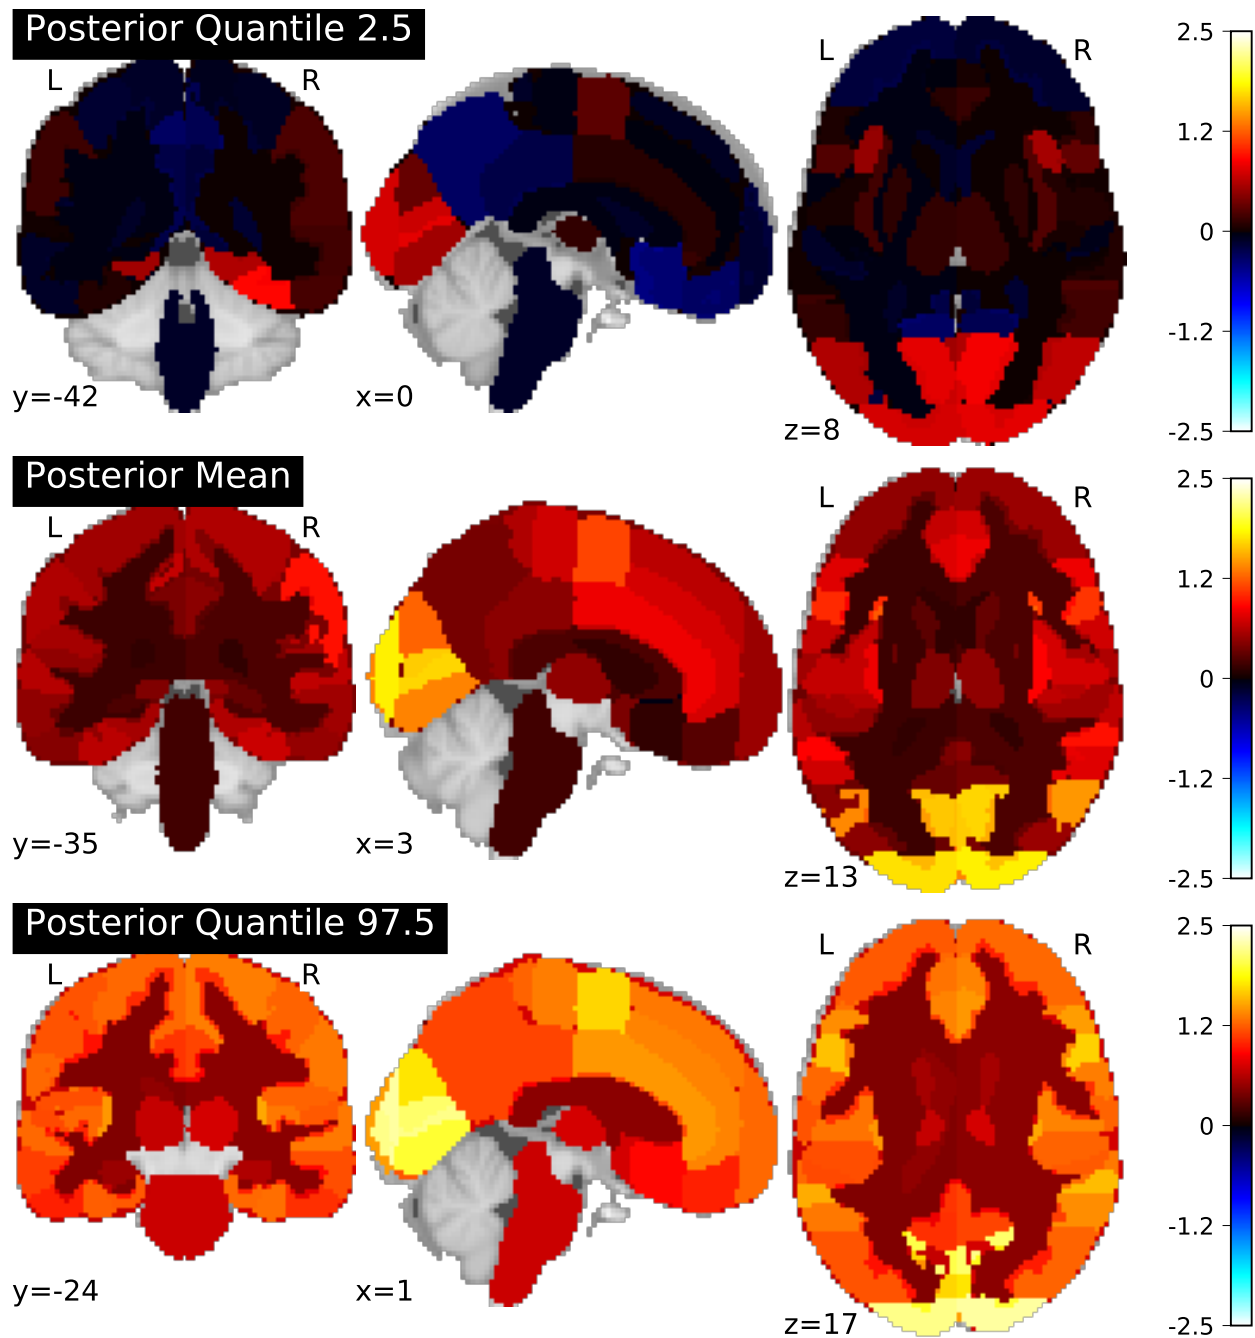 Posterior Quantile 2.5
L R
L R
2.5
1.2
0
-1.2
-2.5
y=-42
x=0
z=8
Posterior Mean
L R
L R
2.5
1.2
0
-1.2
-2.5
y=-35
x=3
z=13
Posterior Quantile 97.5
L R
L R
2.5
1.2
0
-1.2
-2.5
y=-24
x=1
z=17